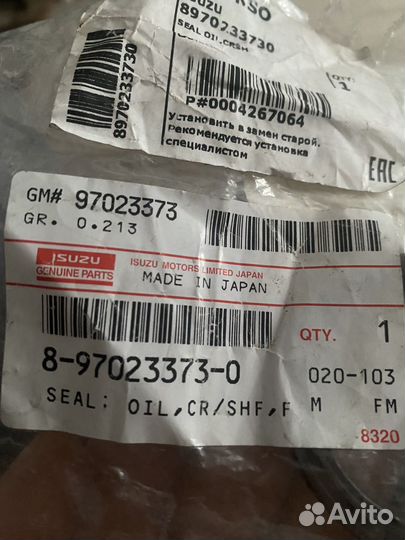 ISUZU
8970233730
SEAL OIL,CRSH
QTY:
1
8970233730
P#0004267064
Установить в замен старой.
Рекомендуется установка
специалистом
EAC
GM# 97023373
GR. 0.213
ISUZU
GENUINE PARTS
ISUZU MOTORS LIMITED JAPAN
MADE IN JAPAN
QTY. 1
8-97023373-0
020-103
SEAL; OIL,CR/SHF,F M FM
8320
Avito